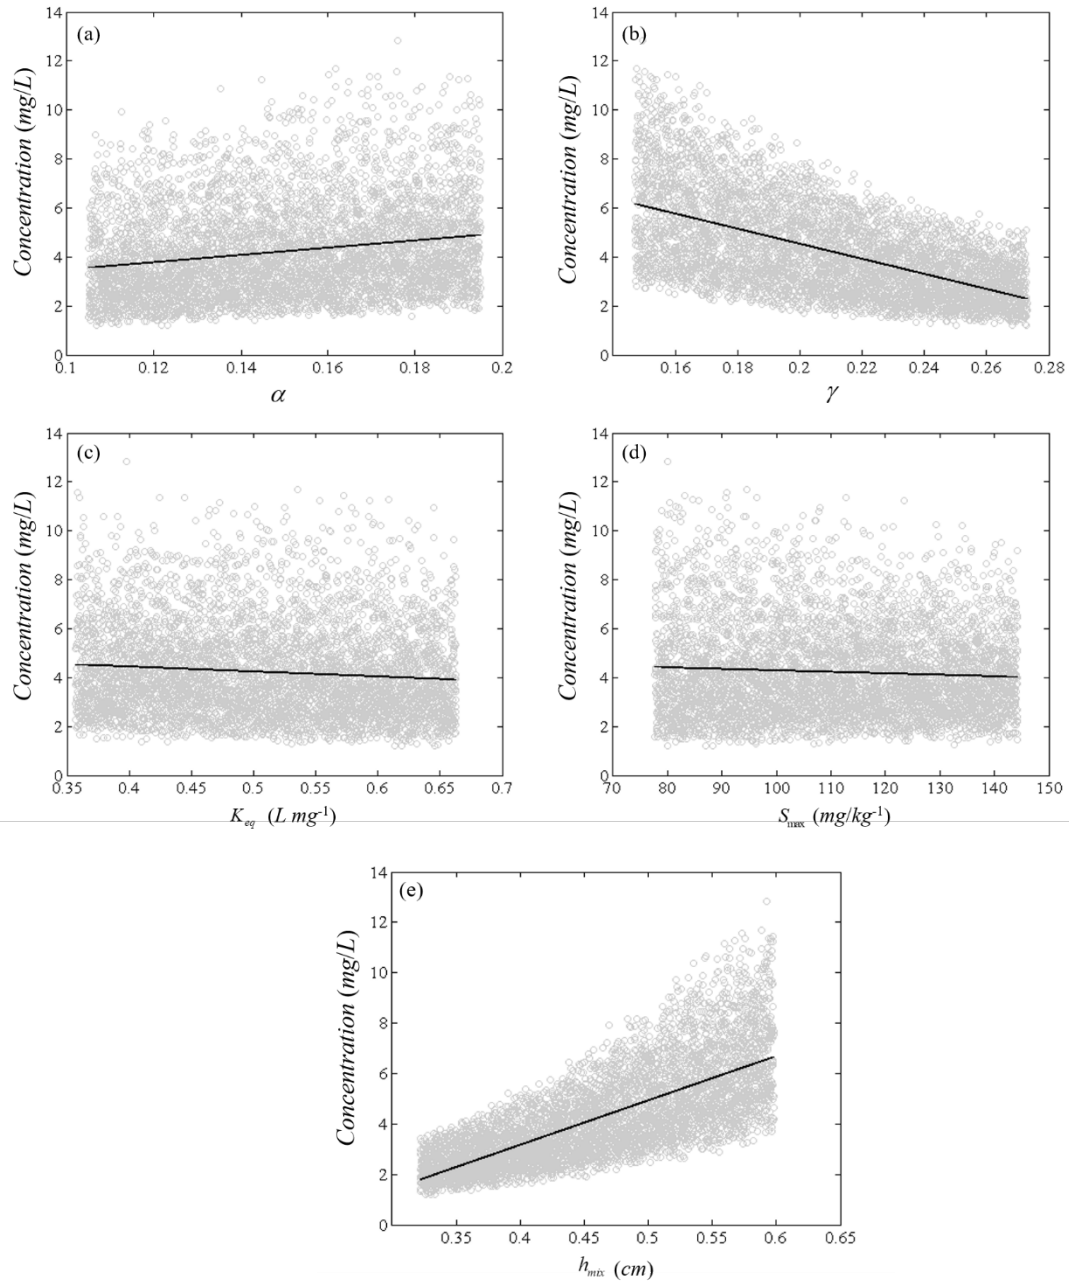 (a)
Concentration (mg/L)
14
12
10
8
6
4
2
0
0.1 0.12 0.14 0.16 0.18 0.2
α
(b)
Concentration (mg/L)
14
12
10
8
6
4
2
0
0.16 0.18 0.2 0.22 0.24 0.26 0.28
γ
(c)
Concentration (mg/L)
14
12
10
8
6
4
2
0
0.35 0.4 0.45 0.5 0.55 0.6 0.65 0.7
K_eq (L mg⁻¹)
(d)
Concentration (mg/L)
14
12
10
8
6
4
2
0
70 80 90 100 110 120 130 140 150
S_max (mg/kg⁻¹)
(e)
Concentration (mg/L)
14
12
10
8
6
4
2
0
0.35 0.4 0.45 0.5 0.55 0.6 0.65
h_mix (cm)